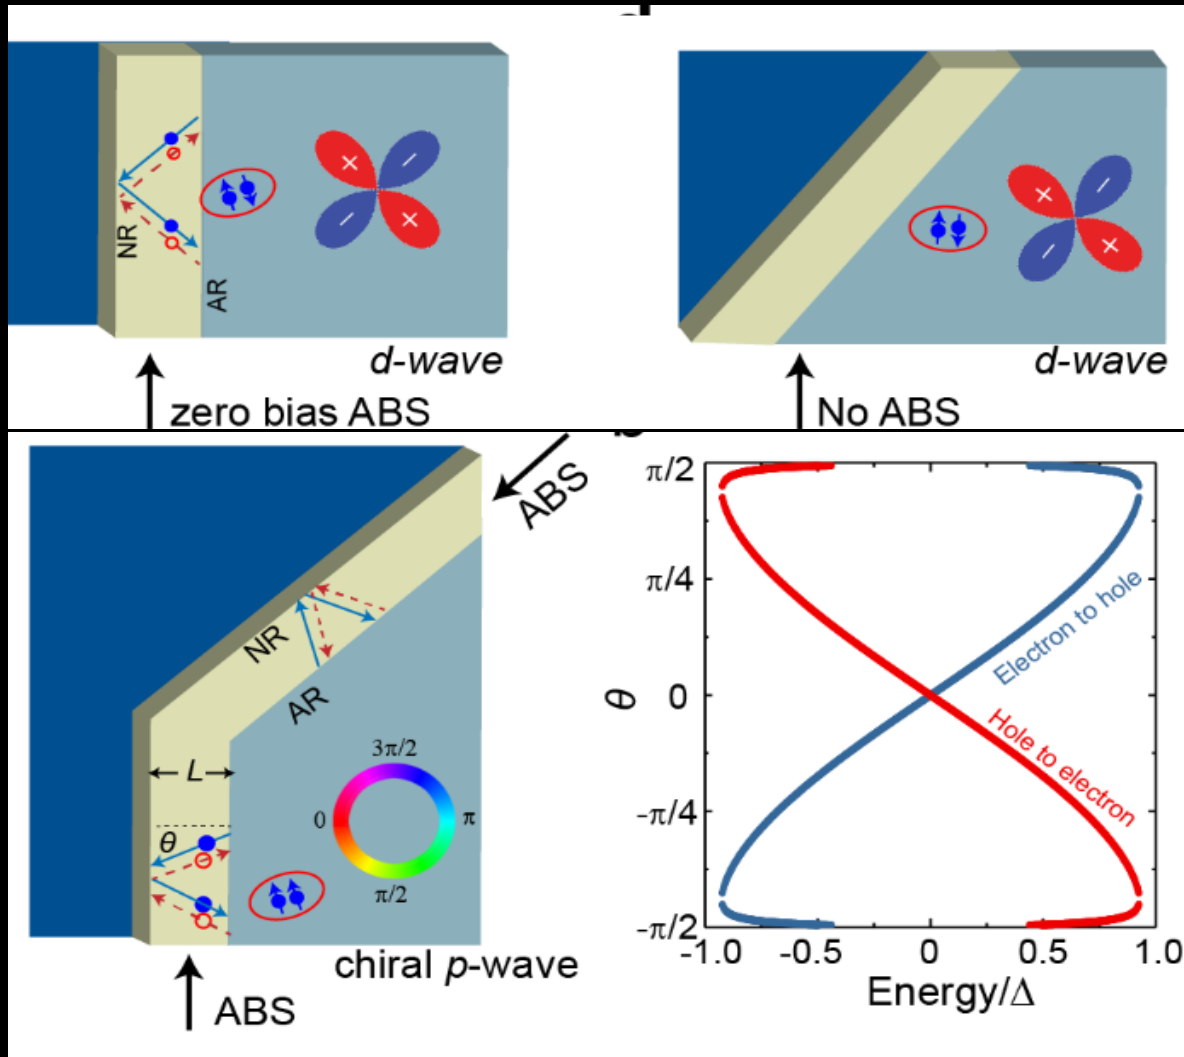 NR
AR
+
−
−
+
d-wave
zero bias ABS
+
−
−
+
d-wave
No ABS
ABS
NR
AR
L
θ
3π/2
0
π
π/2
chiral p-wave
ABS
π/2
π/4
θ
0
-π/4
-π/2
Electron to hole
Hole to electron
-1.0
-0.5
0
0.5
1.0
Energy/Δ